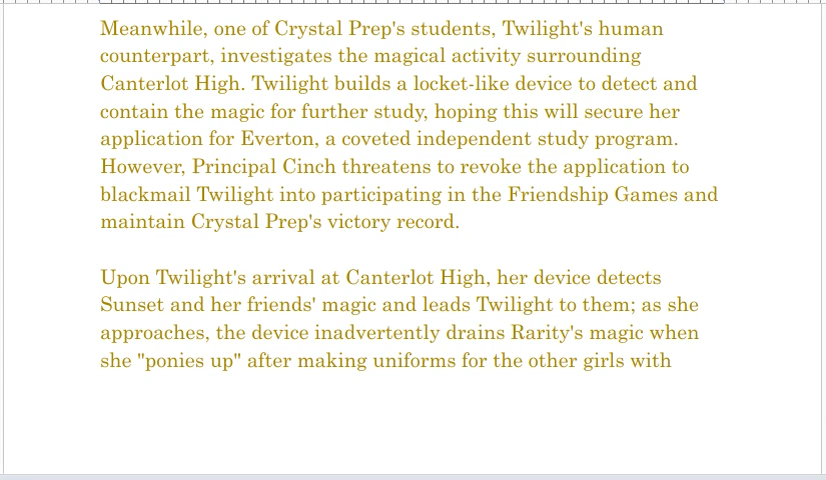 Meanwhile, one of Crystal Prep's students, Twilight's human
counterpart, investigates the magical activity surrounding
Canterlot High. Twilight builds a locket-like device to detect and
contain the magic for further study, hoping this will secure her
application for Everton, a coveted independent study program.
However, Principal Cinch threatens to revoke the application to
blackmail Twilight into participating in the Friendship Games and
maintain Crystal Prep's victory record.

Upon Twilight's arrival at Canterlot High, her device detects
Sunset and her friends' magic and leads Twilight to them; as she
approaches, the device inadvertently drains Rarity's magic when
she "ponies up" after making uniforms for the other girls with